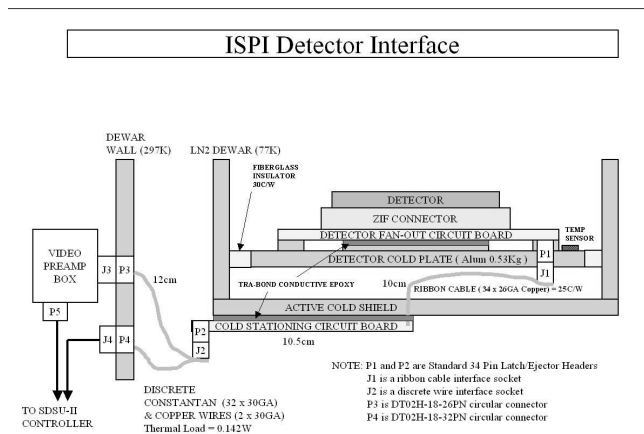 ISPI Detector Interface
DEWAR
WALL (297K)
LN2 DEWAR (77K)
FIBERGLASS
INSULATOR
30C/W
DETECTOR
ZIF CONNECTOR
DETECTOR FAN-OUT CIRCUIT BOARD
TEMP
SENSOR
VIDEO
PREAMP
BOX
J3
P3
12cm
DETECTOR COLD PLATE ( Alum 0.53Kg )
P1
J1
10cm
TRA-BOND CONDUCTIVE EPOXY
RIBBON CABLE ( 34 x 26GA Copper) = 25C/W
P5
ACTIVE COLD SHIELD
J4
P4
P2
J2
COLD STATIONING CIRCUIT BOARD
10.5cm
NOTE: P1 and P2 are Standard 34 Pin Latch/Ejector Headers
J1 is a ribbon cable interface socket
J2 is a discrete wire interface socket
P3 is DT02H-18-26PN circular connector
P4 is DT02H-18-32PN circular connector
DISCRETE
CONSTANTAN (32 x 30GA)
& COPPER WIRES (2 x 30GA)
Thermal Load = 0.142W
TO SDSU-II
CONTROLLER